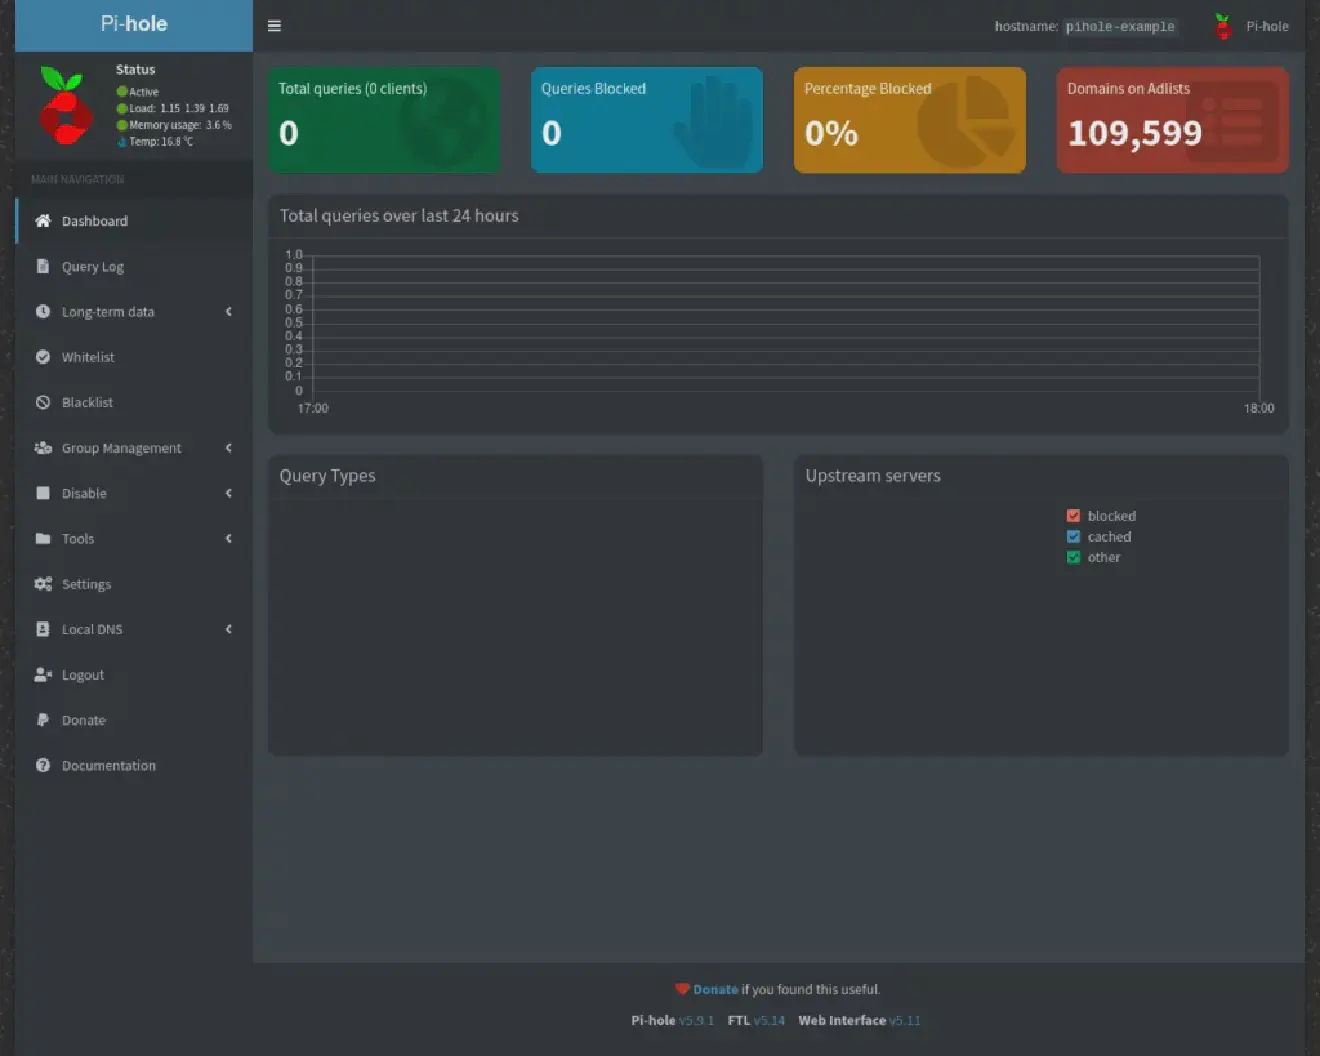 Pi-hole
hostname: pihole-example
Pi-hole
Status
Active
Load: 1.15 1.39 1.69
Memory usage: 3.6 %
Temp: 16.8 °C
MAIN NAVIGATION
Dashboard
Query Log
Long-term data
Whitelist
Blacklist
Group Management
Disable
Tools
Settings
Local DNS
Logout
Donate
Documentation
Total queries (0 clients)
0
Queries Blocked
0
Percentage Blocked
0%
Domains on Adlists
109,599
Total queries over last 24 hours
1.0
0.9
0.8
0.7
0.6
0.5
0.4
0.3
0.2
0.1
0
17:00
18:00
Query Types
Upstream servers
blocked
cached
other
Donate if you found this useful.
Pi-hole v5.9.1 FTL v5.14 Web Interface v5.11